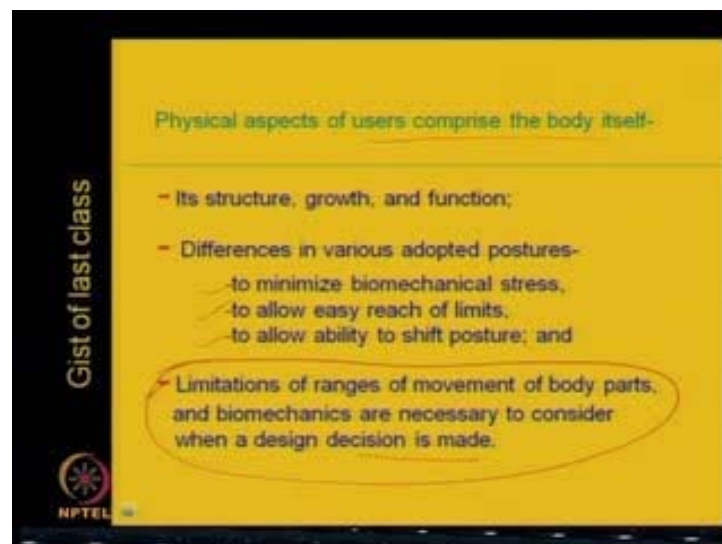 Gist of last class
Physical aspects of users comprise the body itself-
- Its structure, growth, and function;
- Differences in various adopted postures-
-to minimize biomechanical stress,
-to allow easy reach of limits,
-to allow ability to shift posture; and
- Limitations of ranges of movement of body parts,
and biomechanics are necessary to consider
when a design decision is made.
NPTEL